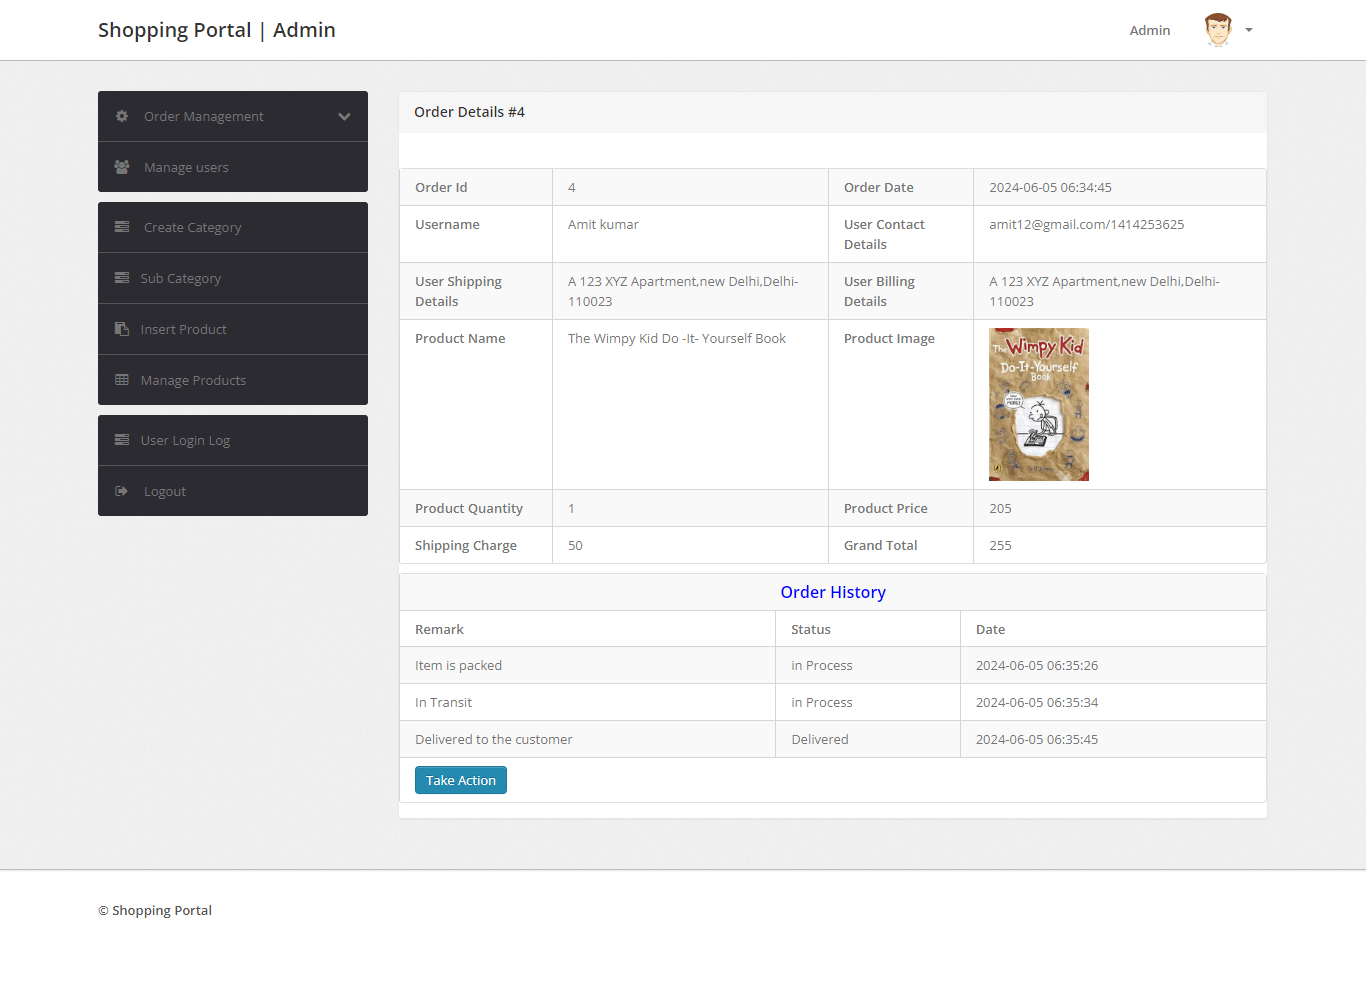 Shopping Portal | Admin
Admin
Order Management
Manage users
Create Category
Sub Category
Insert Product
Manage Products
User Login Log
Logout
Order Details #4
Order Id 4 Order Date 2024-06-05 06:34:45
Username Amit kumar User Contact Details amit12@gmail.com/1414253625
User Shipping Details A 123 XYZ Apartment,new Delhi,Delhi-110023 User Billing Details A 123 XYZ Apartment,new Delhi,Delhi-110023
Product Name The Wimpy Kid Do -It- Yourself Book Product Image
The Wimpy Kid
Do-It-Yourself
Book
Product Quantity 1 Product Price 205
Shipping Charge 50 Grand Total 255
Order History
Remark Status Date
Item is packed in Process 2024-06-05 06:35:26
In Transit in Process 2024-06-05 06:35:34
Delivered to the customer Delivered 2024-06-05 06:35:45
Take Action
© Shopping Portal